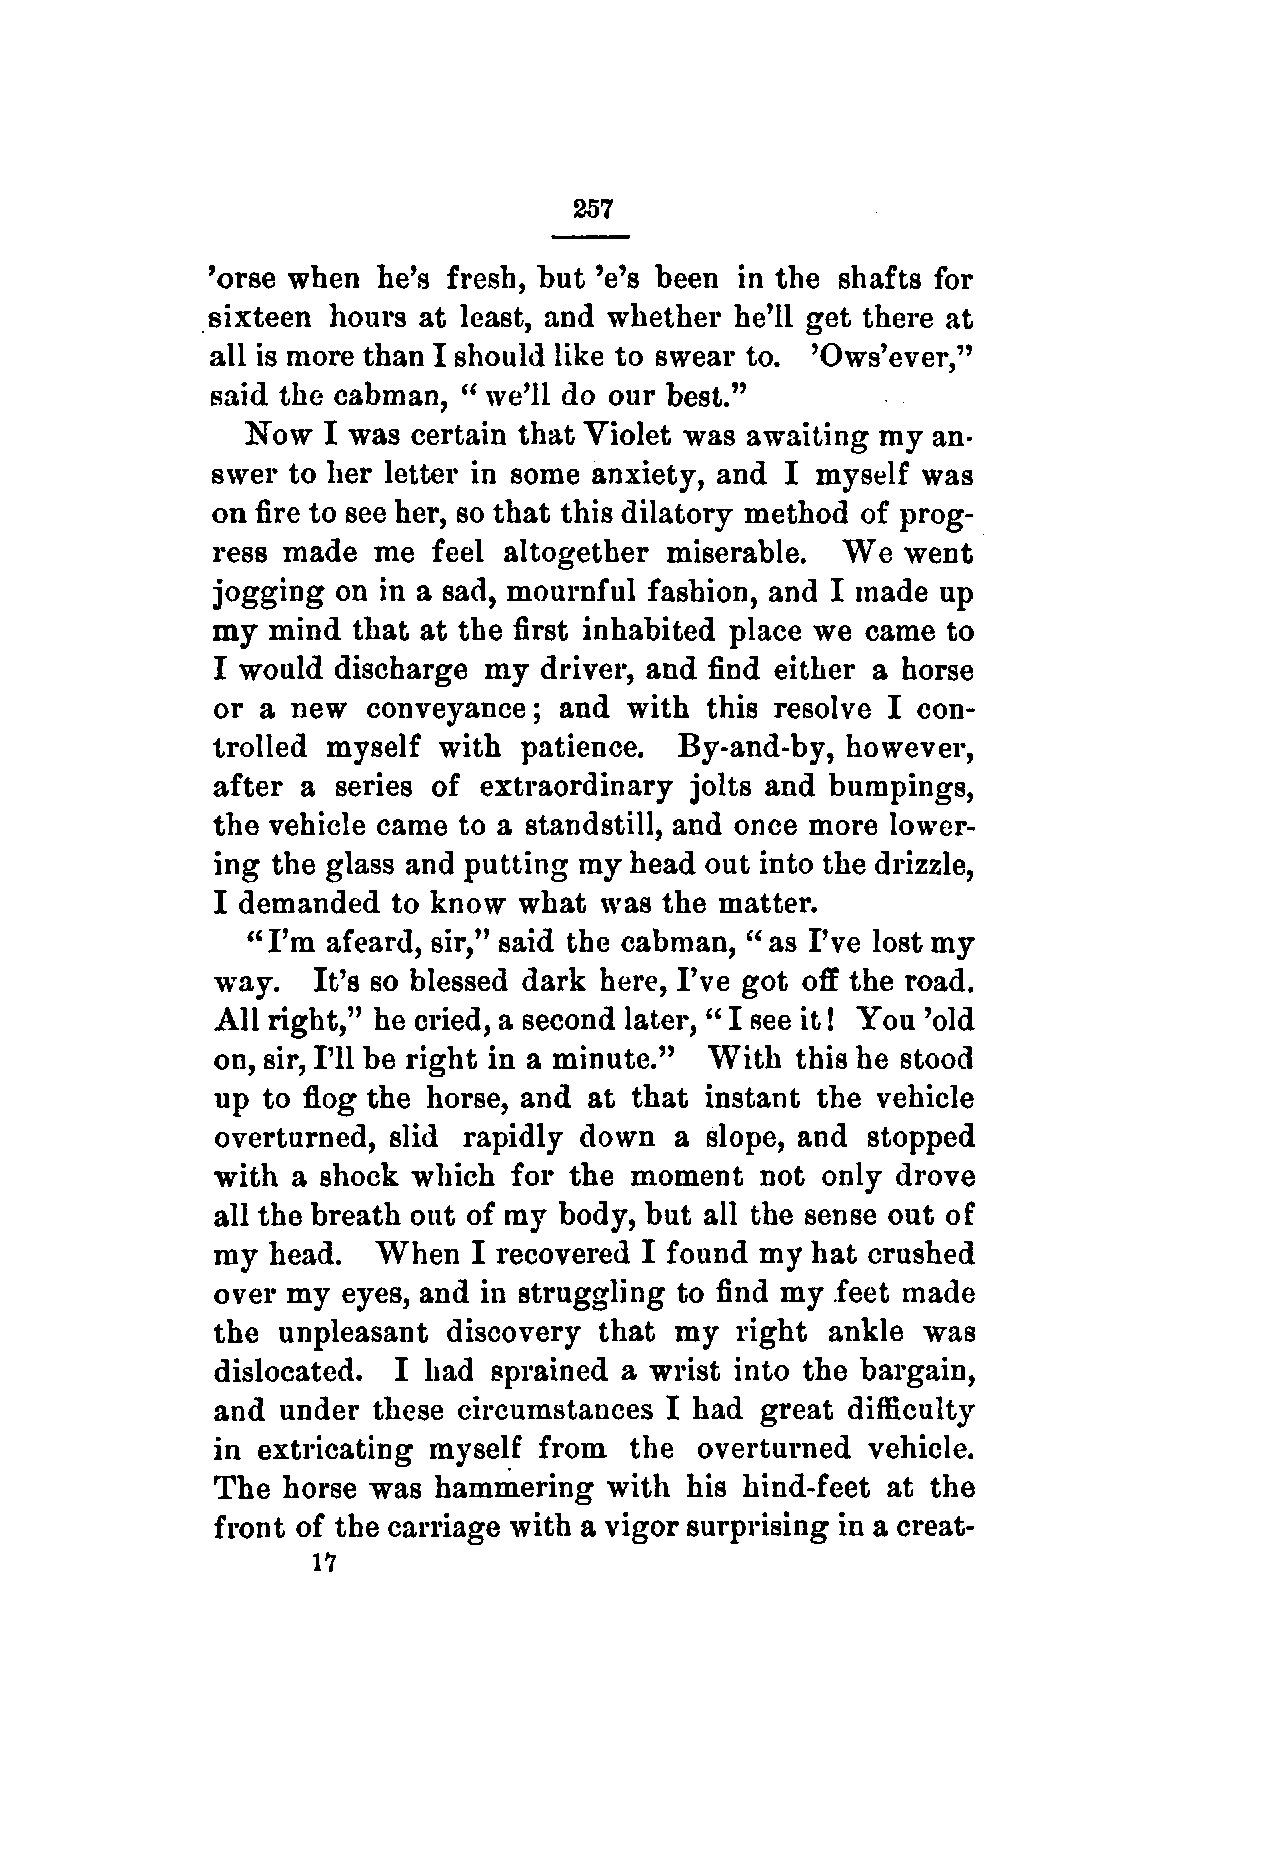 257
’orse when he’s fresh, but ’e’s been in the shafts for
sixteen hours at least, and whether he’ll get there at
all is more than I should like to swear to. ’Ows’ever,”
said the cabman, “ we’ll do our best.”
Now I was certain that Violet was awaiting my an-
swer to her letter in some anxiety, and I myself was
on fire to see her, so that this dilatory method of prog-
ress made me feel altogether miserable. We went
jogging on in a sad, mournful fashion, and I made up
my mind that at the first inhabited place we came to
I would discharge my driver, and find either a horse
or a new conveyance; and with this resolve I con-
trolled myself with patience. By-and-by, however,
after a series of extraordinary jolts and bumpings,
the vehicle came to a standstill, and once more lower-
ing the glass and putting my head out into the drizzle,
I demanded to know what was the matter.
“I’m afeard, sir,” said the cabman, “as I’ve lost my
way. It’s so blessed dark here, I’ve got off the road.
All right,” he cried, a second later, “I see it! You ’old
on, sir, I’ll be right in a minute.” With this he stood
up to flog the horse, and at that instant the vehicle
overturned, slid rapidly down a slope, and stopped
with a shock which for the moment not only drove
all the breath out of my body, but all the sense out of
my head. When I recovered I found my hat crushed
over my eyes, and in struggling to find my feet made
the unpleasant discovery that my right ankle was
dislocated. I had sprained a wrist into the bargain,
and under these circumstances I had great difficulty
in extricating myself from the overturned vehicle.
The horse was hammering with his hind-feet at the
front of the carriage with a vigor surprising in a creat-
17